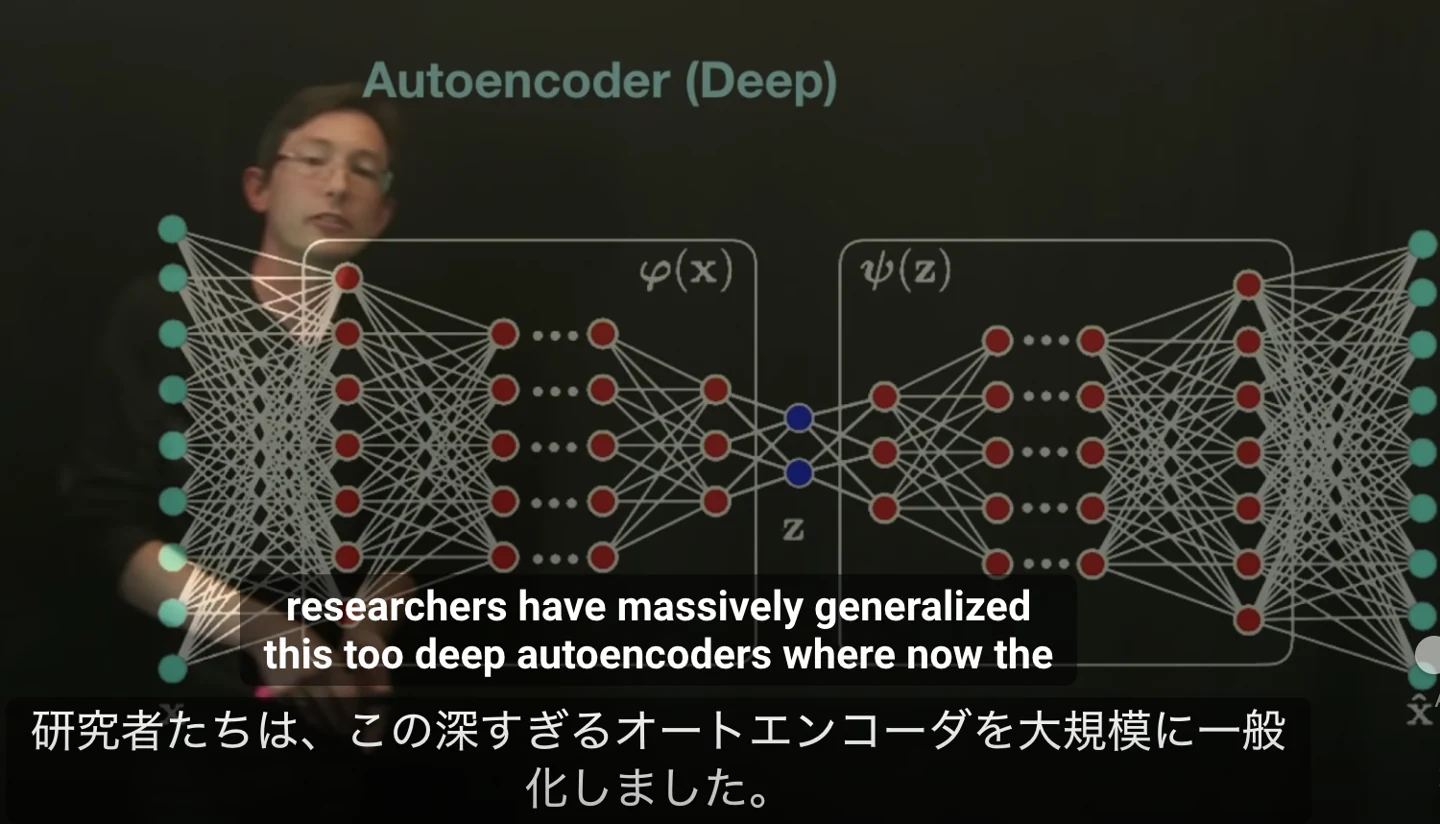 Autoencoder (Deep)
φ(x)
ψ(z)
z
x
x̂
researchers have massively generalized
this too deep autoencoders where now the
研究者たちは、この深すぎるオートエンコーダを大規模に一般
化しました。